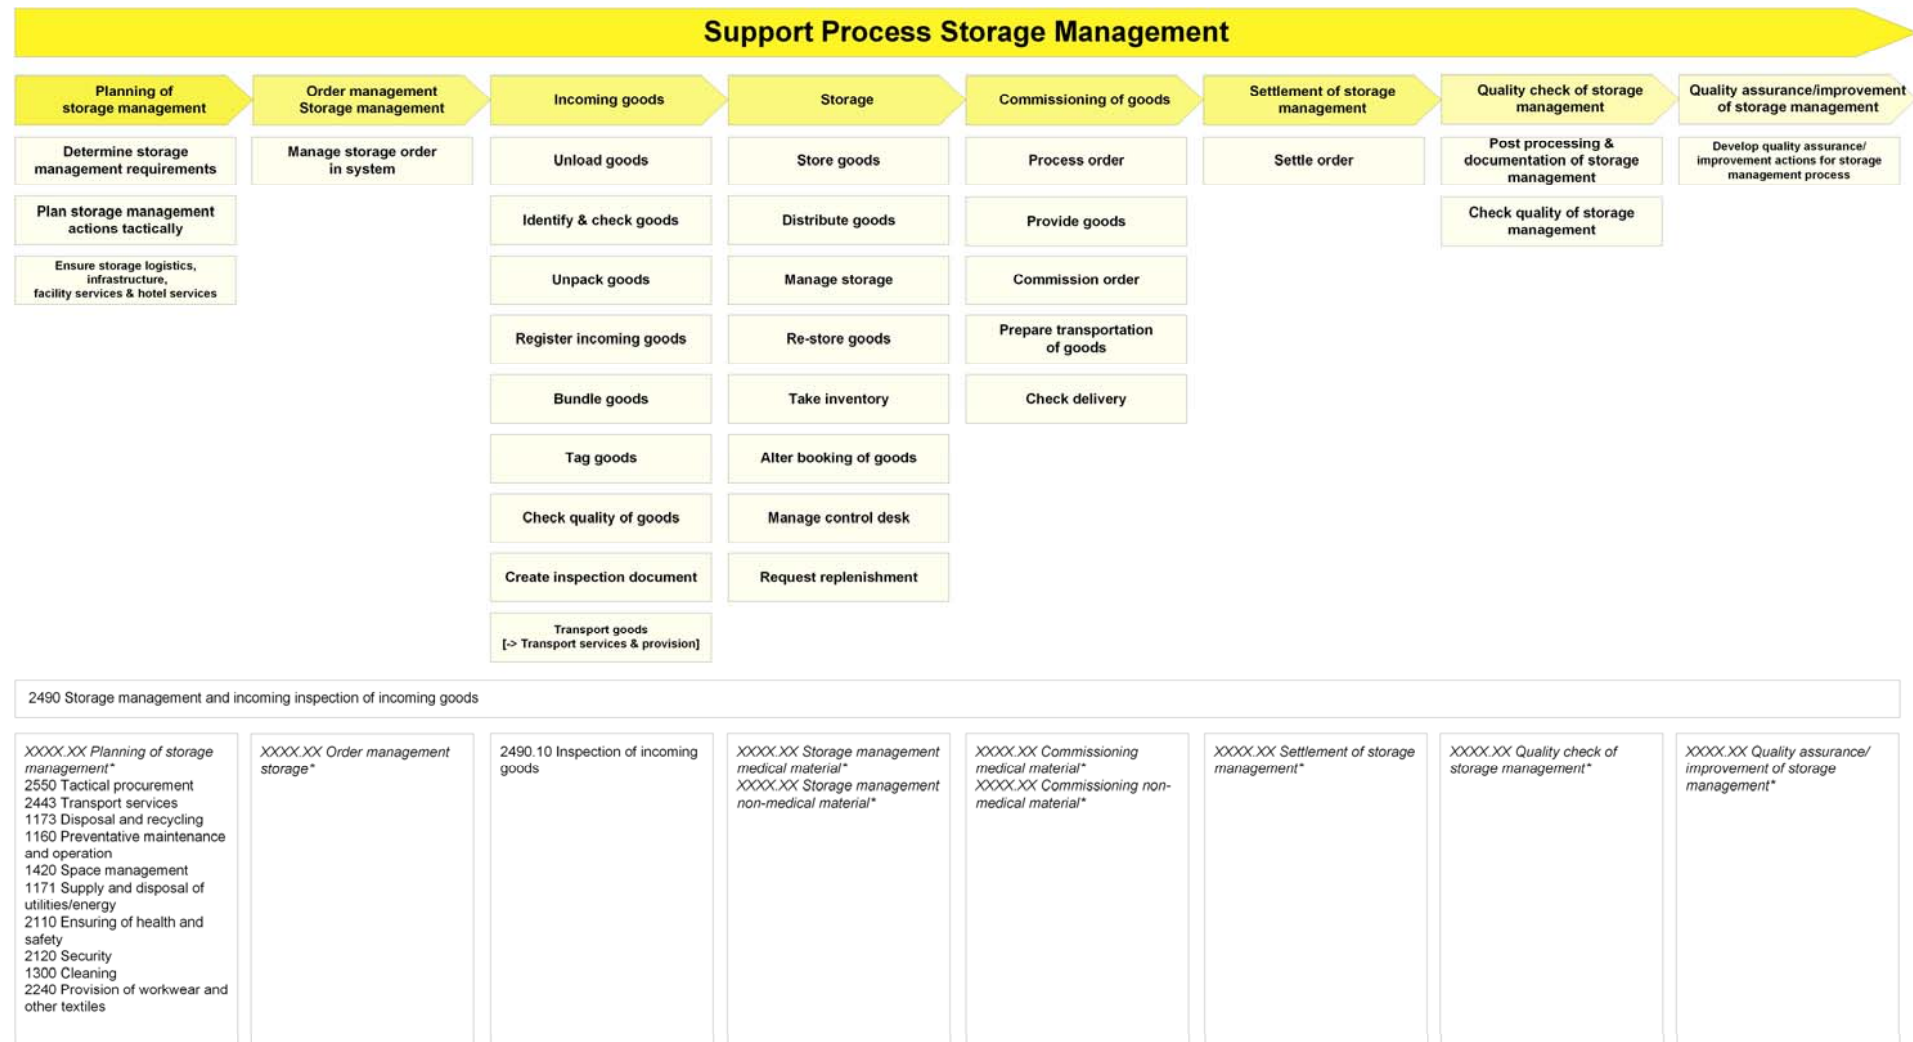 Support Process Storage Management
Planning of
storage management
Order management
Storage management
Incoming goods
Storage
Commissioning of goods
Settlement of storage
management
Quality check of storage
management
Quality assurance/improvement
of storage management
Determine storage
management requirements
Plan storage management
actions tactically
Ensure storage logistics,
infrastructure,
facility services & hotel services
Manage storage order
in system
Unload goods
Identify & check goods
Unpack goods
Register incoming goods
Bundle goods
Tag goods
Check quality of goods
Create inspection document
Transport goods
[-> Transport services & provision]
Store goods
Distribute goods
Manage storage
Re-store goods
Take inventory
Alter booking of goods
Manage control desk
Request replenishment
Process order
Provide goods
Commission order
Prepare transportation
of goods
Check delivery
Settle order
Post processing &
documentation of storage
management
Check quality of storage
management
Develop quality assurance/
improvement actions for storage
management process
2490 Storage management and incoming inspection of incoming goods
XXXX.XX Planning of storage
management*
2550 Tactical procurement
2443 Transport services
1173 Disposal and recycling
1160 Preventative maintenance
and operation
1420 Space management
1171 Supply and disposal of
utilities/energy
2110 Ensuring of health and
safety
2120 Security
1300 Cleaning
2240 Provision of workwear and
other textiles
XXXX.XX Order management
storage*
2490.10 Inspection of incoming
goods
XXXX.XX Storage management
medical material*
XXXX.XX Storage management
non-medical material*
XXXX.XX Commissioning
medical material*
XXXX.XX Commissioning non-
medical material*
XXXX.XX Settlement of storage
management*
XXXX.XX Quality check of
storage management*
XXXX.XX Quality assurance/
improvement of storage
management*